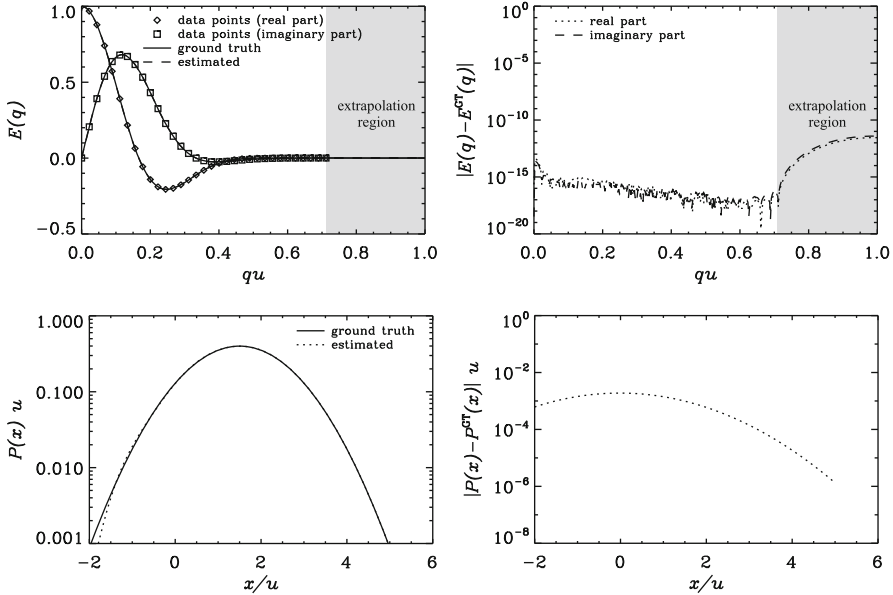 1.0
0.5
0.0
−0.5
E(q)
data points (real part)
data points (imaginary part)
ground truth
estimated
extrapolation
region
0.0 0.2 0.4 0.6 0.8 1.0
qu
10⁰
10⁻⁵
10⁻¹⁰
10⁻¹⁵
10⁻²⁰
|E(q)−E^GT(q)|
real part
imaginary part
extrapolation
region
0.0 0.2 0.4 0.6 0.8 1.0
qu
1.000
0.100
0.010
0.001
P(x) u
ground truth
estimated
−2 0 2 4 6
x/u
10⁰
10⁻²
10⁻⁴
10⁻⁶
10⁻⁸
|P(x)−P^GT(x)| u
−2 0 2 4 6
x/u